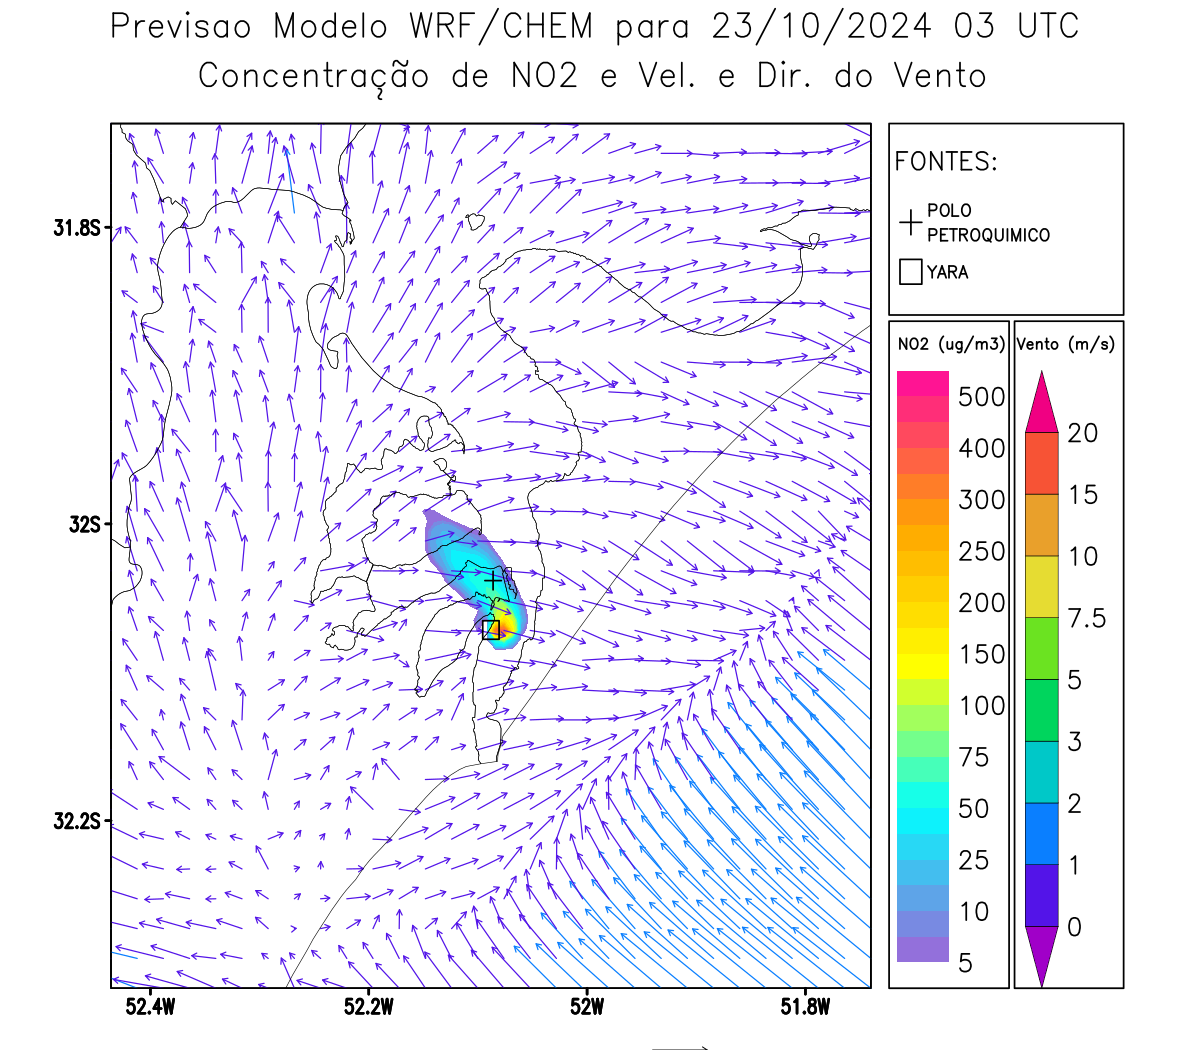 Previsao Modelo WRF/CHEM para 23/10/2024 03 UTC
Concentração de NO2 e Vel. e Dir. do Vento
FONTES:
POLO
PETROQUIMICO
YARA
31.8S
32S
32.2S
52.4W
52.2W
52W
51.8W
NO2 (ug/m3)
500
400
300
250
200
150
100
75
50
25
10
5
Vento (m/s)
20
15
10
7.5
5
3
2
1
0